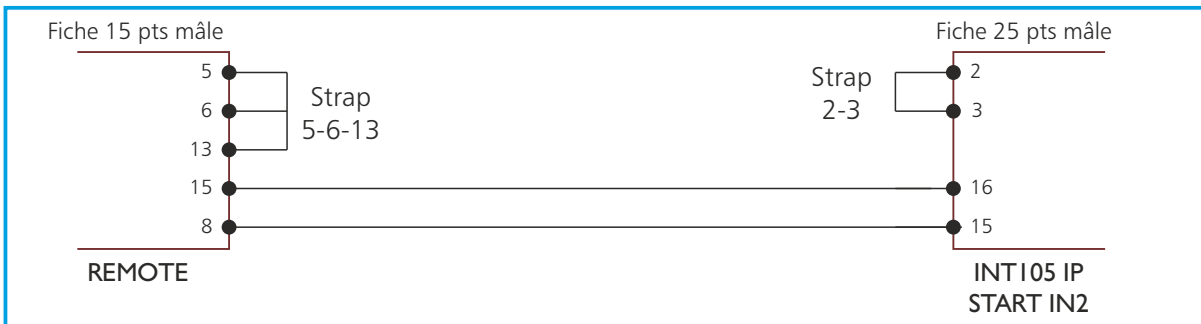 Fiche 15 pts mâle
Fiche 25 pts mâle
5
6
13
15
8
Strap
5-6-13
Strap
2-3
2
3
16
15
REMOTE
INT105 IP
START IN2